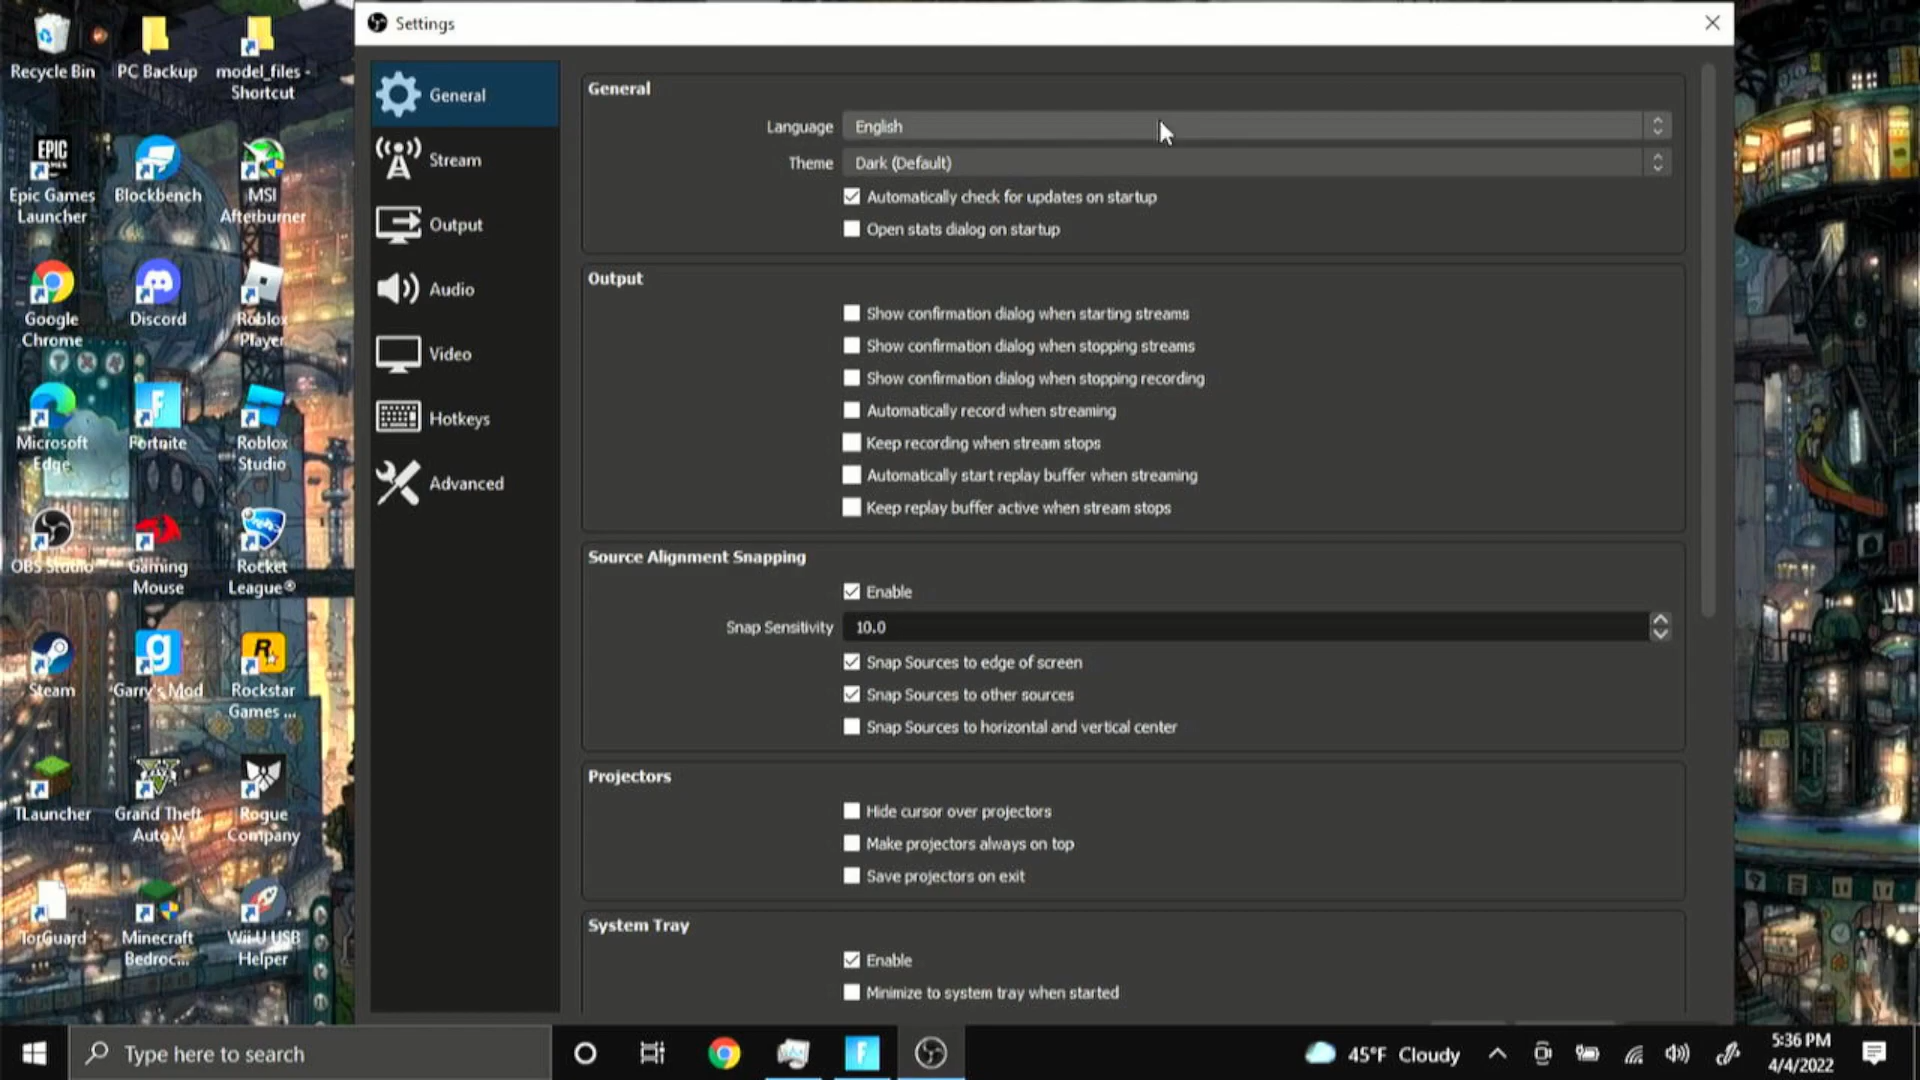 Settings
Recycle Bin
PC Backup
model_files -
Shortcut
EPIC
Epic Games
Launcher
Blockbench
MSI
Afterburner
Google
Chrome
Discord
Roblox
Player
Microsoft
Edge
Fortnite
Roblox
Studio
OBS Studio
Gaming
Mouse
Rocket
League®
Steam
Garry's Mod
Rockstar
Games ...
TLauncher
Grand Theft
Auto V
Rogue
Company
TorGuard
Minecraft
Bedroc...
Wii U USB
Helper
General
Stream
Output
Audio
Video
Hotkeys
Advanced
General
Language English
Theme Dark (Default)
Automatically check for updates on startup
Open stats dialog on startup
Output
Show confirmation dialog when starting streams
Show confirmation dialog when stopping streams
Show confirmation dialog when stopping recording
Automatically record when streaming
Keep recording when stream stops
Automatically start replay buffer when streaming
Keep replay buffer active when stream stops
Source Alignment Snapping
Enable
Snap Sensitivity 10.0
Snap Sources to edge of screen
Snap Sources to other sources
Snap Sources to horizontal and vertical center
Projectors
Hide cursor over projectors
Make projectors always on top
Save projectors on exit
System Tray
Enable
Minimize to system tray when started
Type here to search
45°F Cloudy
5:36 PM
4/4/2022